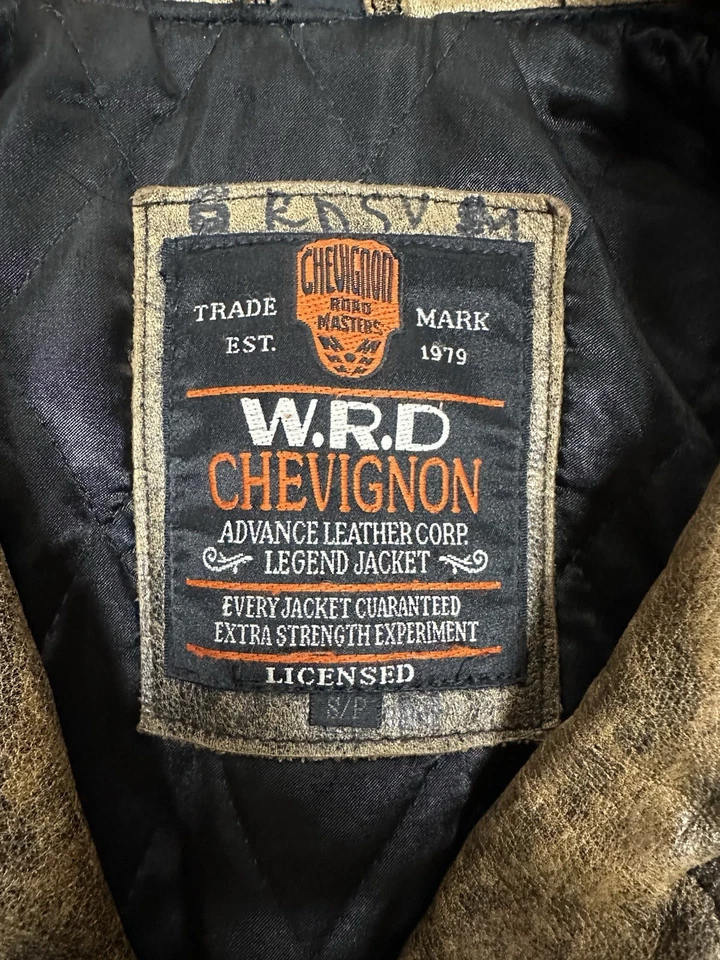 CHEVIGNON
ROAD
MASTERS
TRADE MARK
EST. 1979
W.R.D
CHEVIGNON
ADVANCE LEATHER CORP.
LEGEND JACKET
EVERY JACKET GUARANTEED
EXTRA STRENGTH EXPERIMENT
LICENSED
S/P